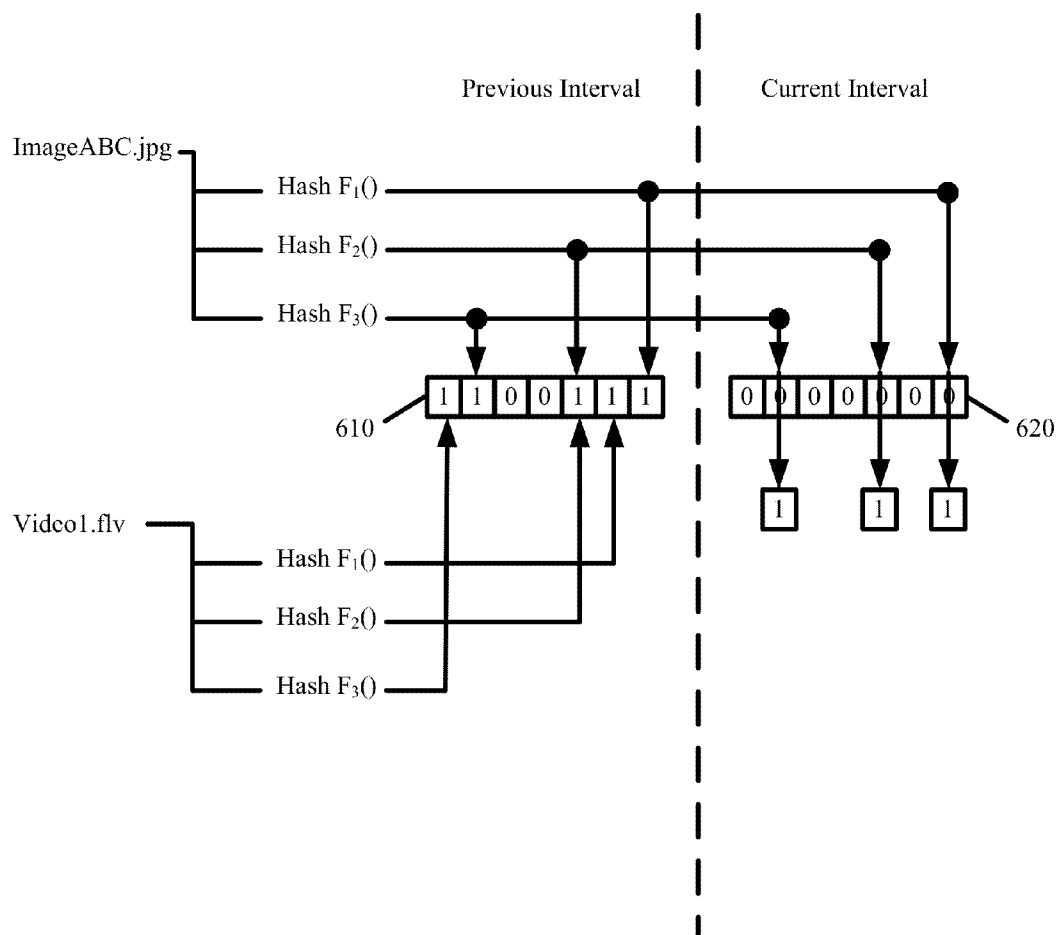 Previous Interval
Current Interval
ImageABC.jpg
Hash F₁()
Hash F₂()
Hash F₃()
1 1 0 0 1 1 1
0 0 0 0 0 0 0
610
620
1 1 1
Video1.flv
Hash F₁()
Hash F₂()
Hash F₃()